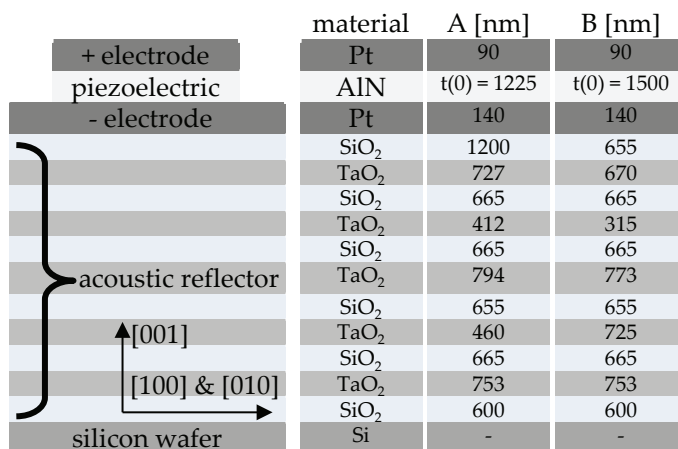 material A [nm] B [nm]
+ electrode Pt 90 90
piezoelectric AlN t(0) = 1225 t(0) = 1500
- electrode Pt 140 140
SiO₂ 1200 655
TaO₂ 727 670
SiO₂ 665 665
TaO₂ 412 315
SiO₂ 665 665
acoustic reflector TaO₂ 794 773
SiO₂ 655 655
[001] TaO₂ 460 725
SiO₂ 665 665
[100] & [010] TaO₂ 753 753
SiO₂ 600 600
silicon wafer Si - -